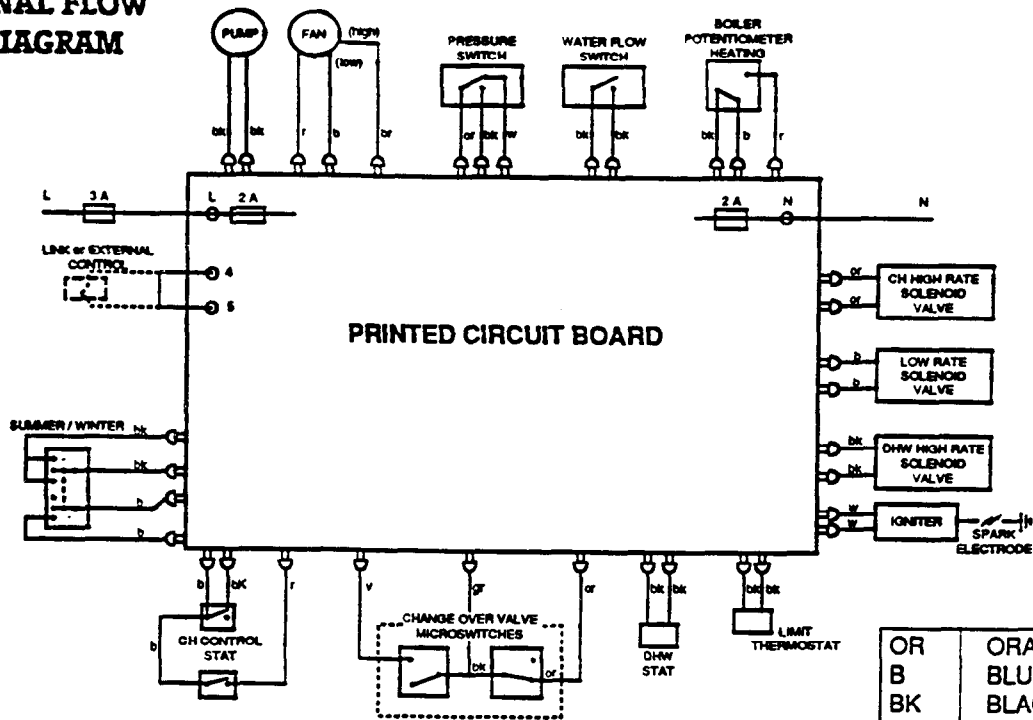 NAL FLOW
IAGRAM
PUMP
FAN
(high)
(low)
PRESSURE
SWITCH
WATER FLOW
SWITCH
BOILER
POTENTIOMETER
HEATING
bk
bk
r
b
br
or
bk
w
bk
bk
bk
b
r
L
3 A
L
2 A
2 A
N
N
LINK or EXTERNAL
CONTROL
4
5
PRINTED CIRCUIT BOARD
or
or
CH HIGH RATE
SOLENOID
VALVE
b
b
LOW RATE
SOLENOID
VALVE
bk
bk
DHW HIGH RATE
SOLENOID
VALVE
w
w
IGNITER
SPARK
ELECTRODE
SUMMER / WINTER
bk
bk
b
b
b
bK
r
v
gr
or
bk
bk
bk
bk
CH CONTROL
STAT
b
CHANGE OVER VALVE
MICROSWITCHES
bk
or
DHW
STAT
LIMIT
THERMOSTAT
OR ORA
B BLU
BK BLA